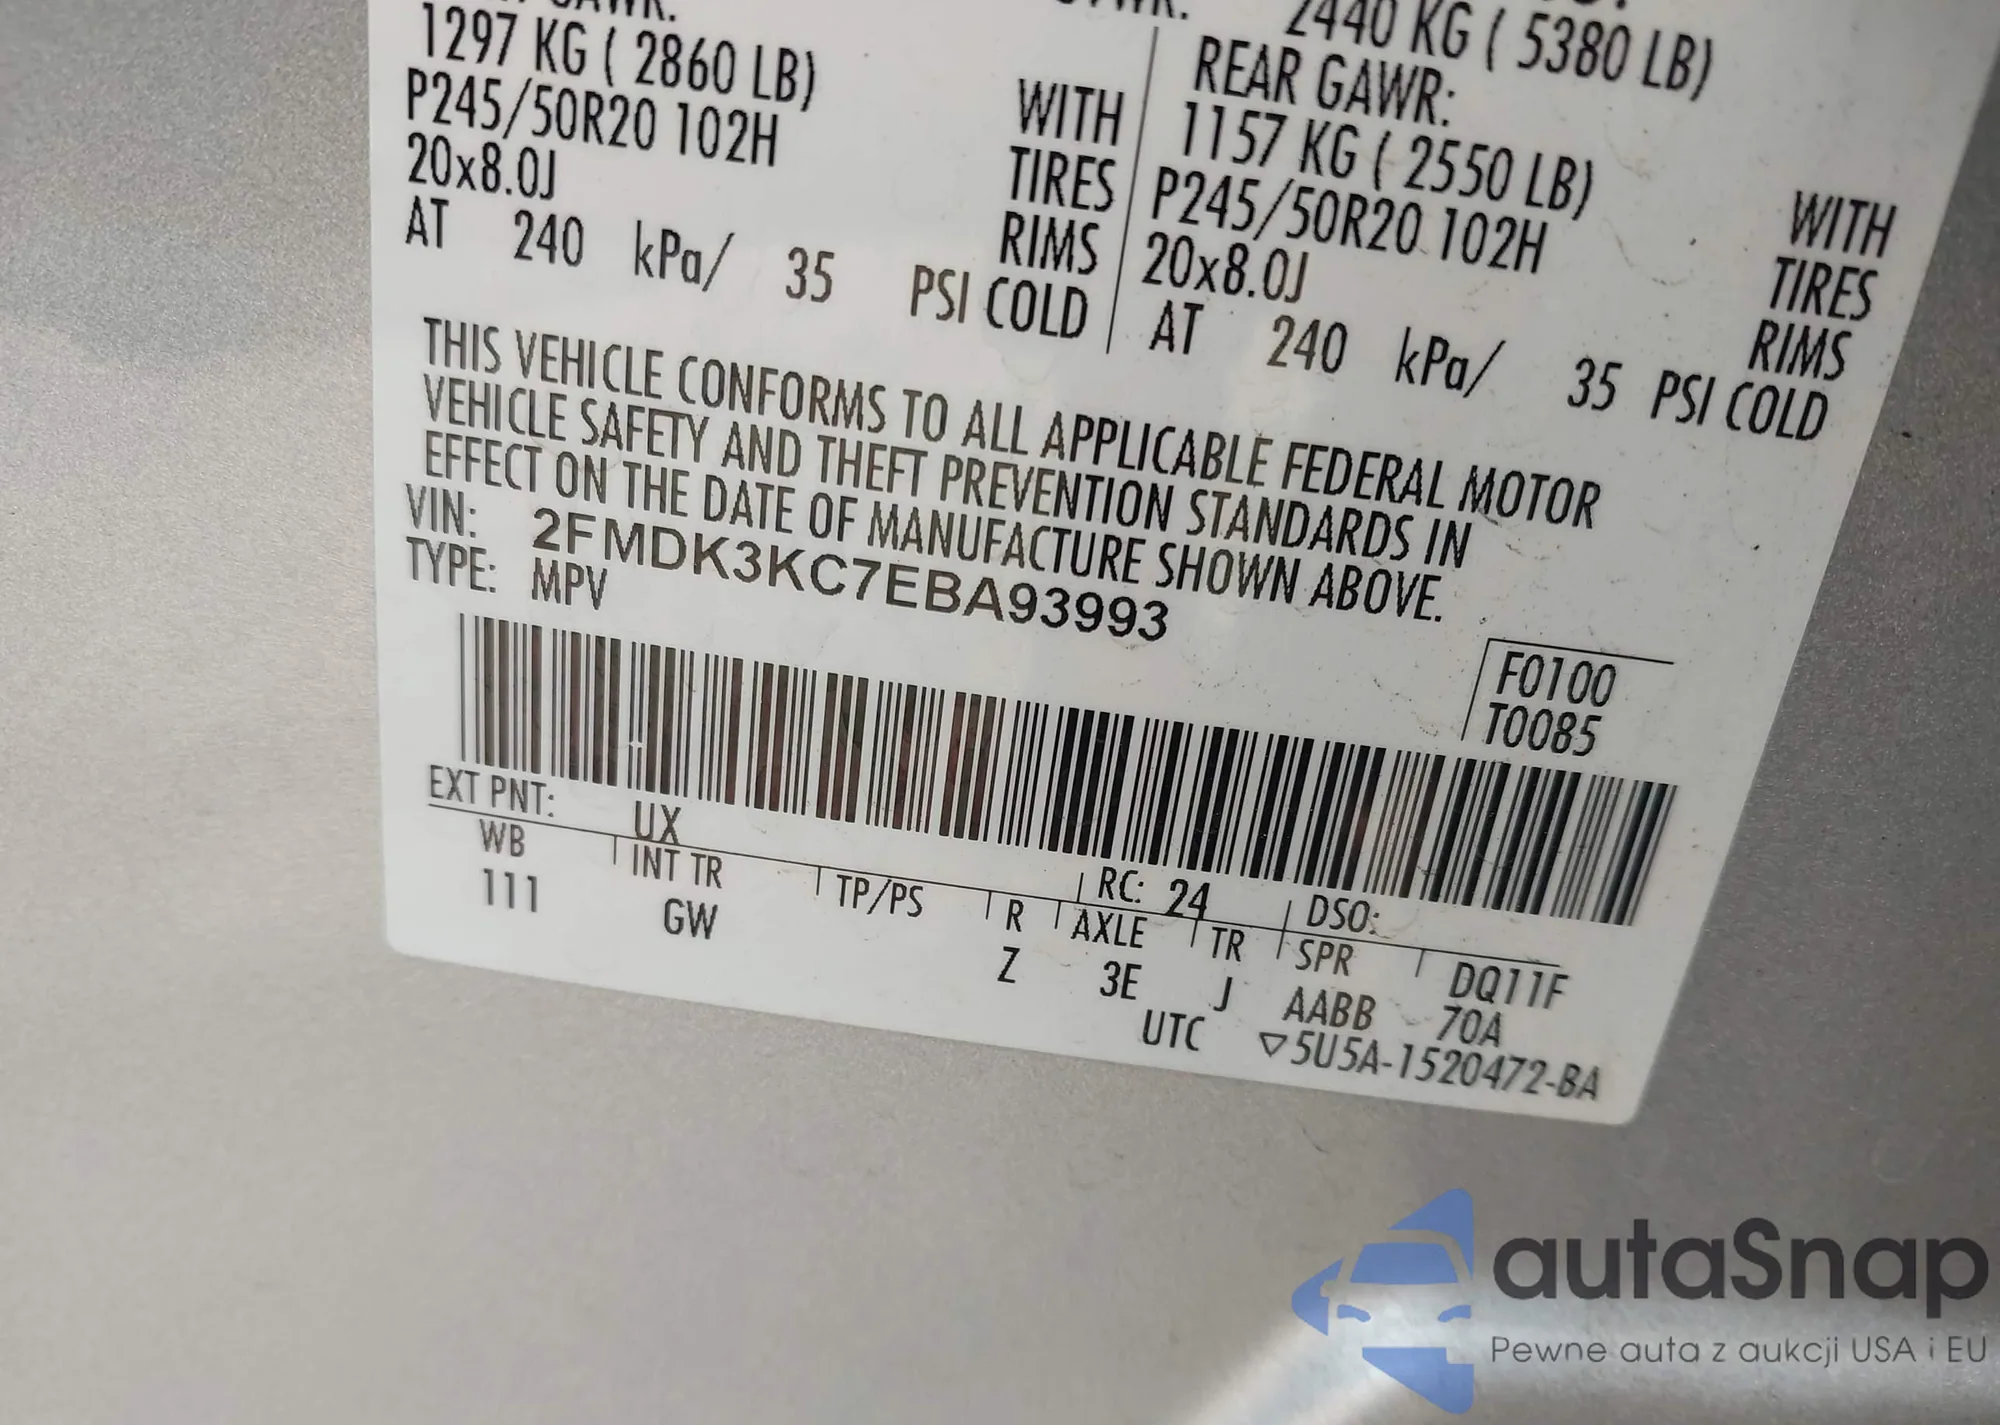 1297 KG ( 2860 LB)
P245/50R20 102H WITH
20x8.0J TIRES
RIMS
AT 240 kPa/ 35 PSI COLD
2440 KG ( 5380 LB)
REAR GAWR:
1157 KG ( 2550 LB)
P245/50R20 102H WITH
20x8.0J TIRES
RIMS
AT 240 kPa/ 35 PSI COLD
THIS VEHICLE CONFORMS TO ALL APPLICABLE FEDERAL MOTOR
VEHICLE SAFETY AND THEFT PREVENTION STANDARDS IN
EFFECT ON THE DATE OF MANUFACTURE SHOWN ABOVE.
VIN: 2FMDK3KC7EBA93993
TYPE: MPV
F0100
T0085
EXT PNT: UX RC: 24 DSO:
WB INT TR TP/PS R AXLE TR SPR DQ11F
111 GW Z 3E J AABB 70A
UTC ▽5U5A-1520472-BA
autaSnap
Pewne auta z aukcji USA i EU